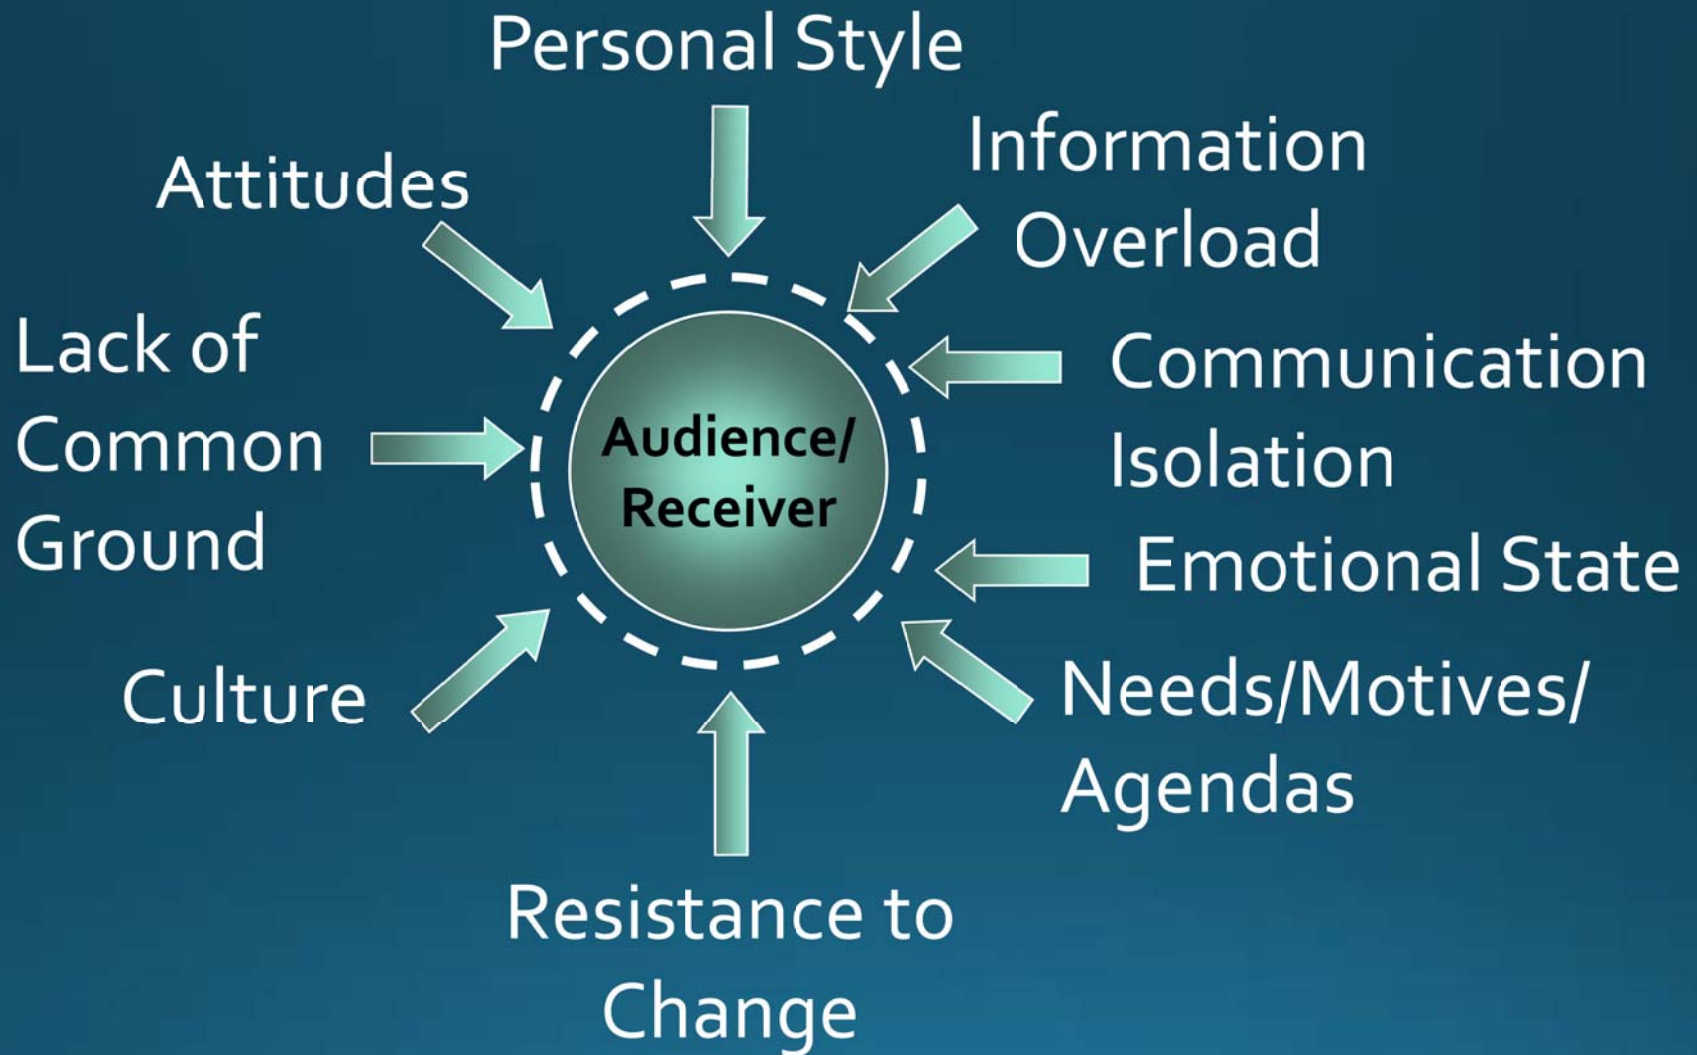 Personal Style
Attitudes
Information
Overload
Lack of
Common
Ground
Audience/
Receiver
Communication
Isolation
Emotional State
Culture
Needs/Motives/
Agendas
Resistance to
Change